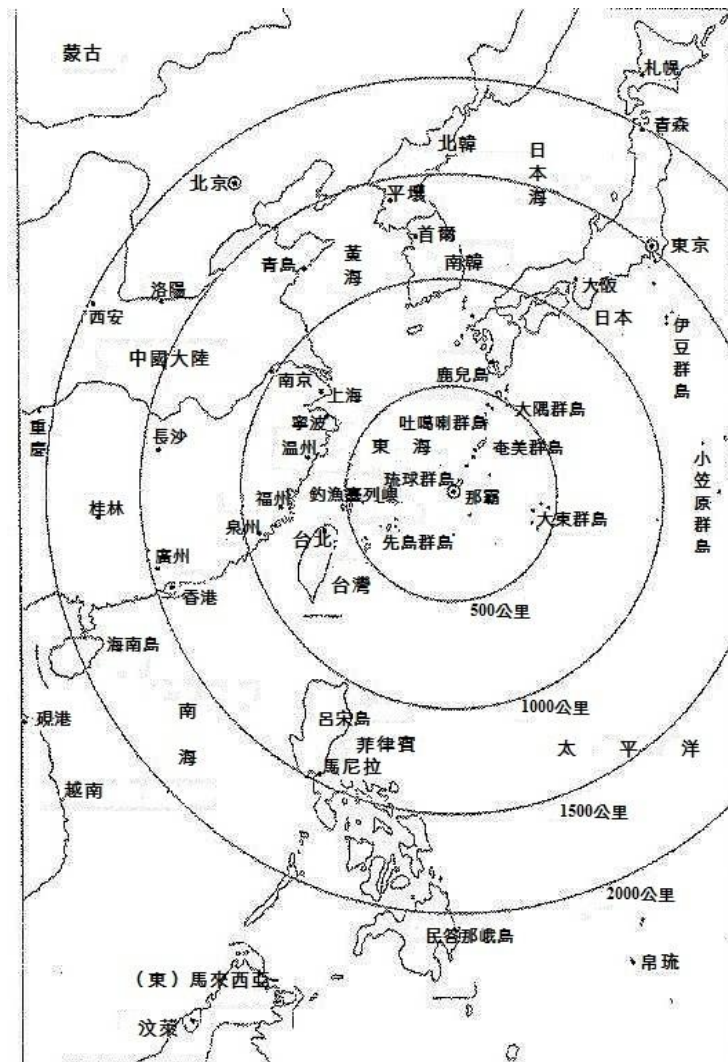 蒙古
札幌
青森
北韓
日本海
北京
平壤
首爾
東京
黃海
南韓
青島
大阪
洛陽
西安
日本
伊豆群島
中國大陸
南京
鹿兒島
上海
大隅群島
寧波
吐噶喇群島
重慶
長沙
東海
奄美群島
温州
小笠原群島
琉球群島
福州
釣漁臺列嶼
那霸
桂林
大東群島
泉州
台北
先島群島
廣州
台灣
香港
500公里
海南島
南海
呂宋島
1000公里
峴港
菲律賓
太平洋
馬尼拉
越南
1500公里
2000公里
民答那峨島
帛琉
（東）馬來西亞
汶萊